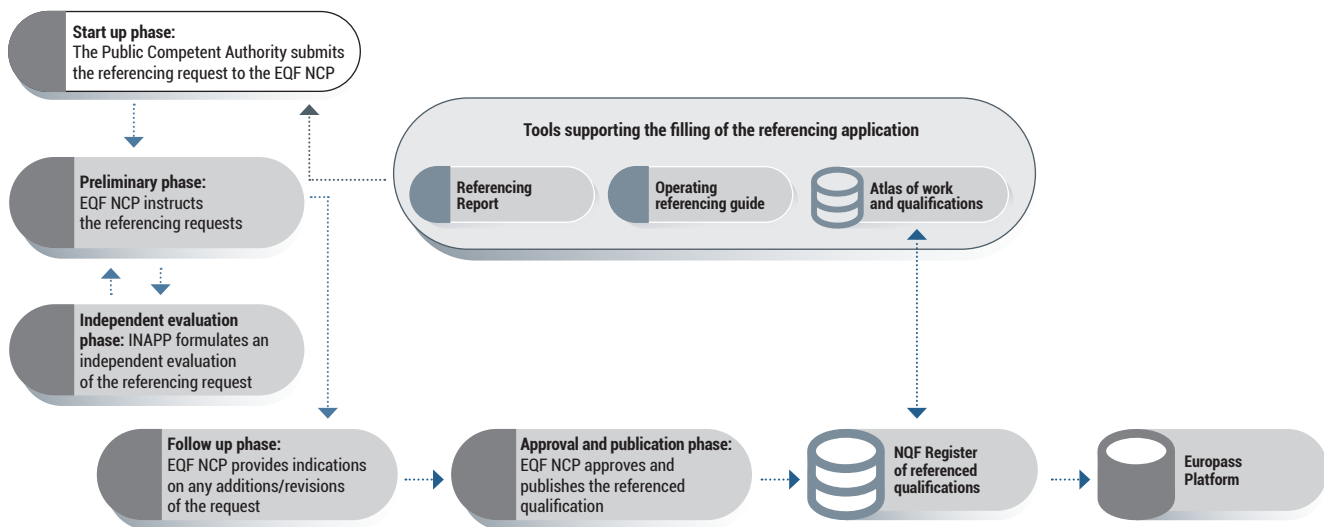 Start up phase:
The Public Competent Authority submits
the referencing request to the EQF NCP
Tools supporting the filling of the referencing application
Preliminary phase:
EQF NCP instructs
the referencing requests
Referencing
Report
Operating
referencing guide
Atlas of work
and qualifications
Independent evaluation
phase: INAPP formulates an
independent evaluation
of the referencing request
Follow up phase:
EQF NCP provides indications
on any additions/revisions
of the request
Approval and publication phase:
EQF NCP approves and
publishes the referenced
qualification
NQF Register
of referenced
qualifications
Europass
Platform